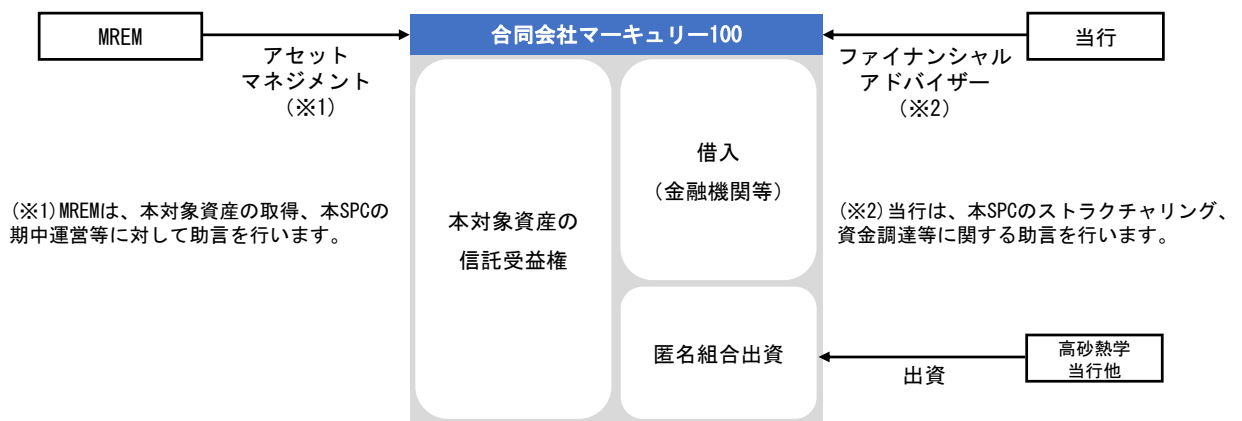 MREM
アセット
マネジメント
(※1)
合同会社マーキュリー100
ファイナンシャル
アドバイザー
(※2)
当行
(※1)MREMは、本対象資産の取得、本SPCの
期中運営等に対して助言を行います。
本対象資産の
信託受益権
借入
(金融機関等)
匿名組合出資
(※2)当行は、本SPCのストラクチャリング、
資金調達等に関する助言を行います。
出資
高砂熱学
当行他